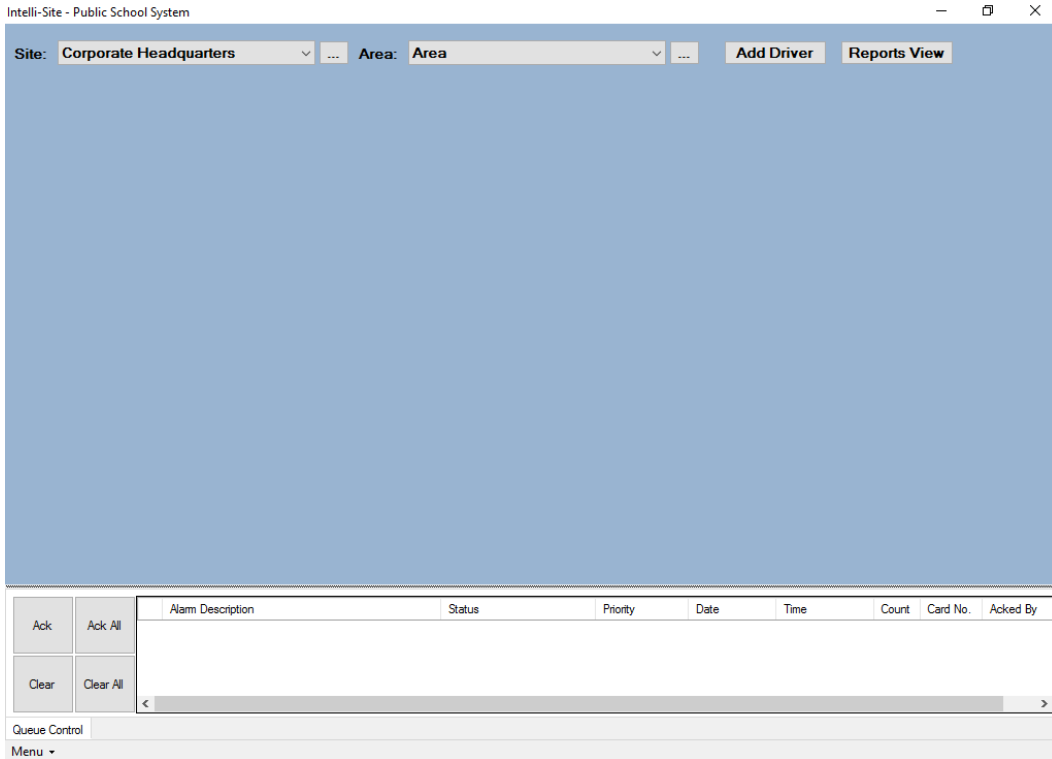 Intelli-Site - Public School System
Site: Corporate Headquarters ... Area: Area ... Add Driver Reports View
Alarm Description Status Priority Date Time Count Card No. Acked By
Ack Ack All
Clear Clear All
Queue Control
Menu